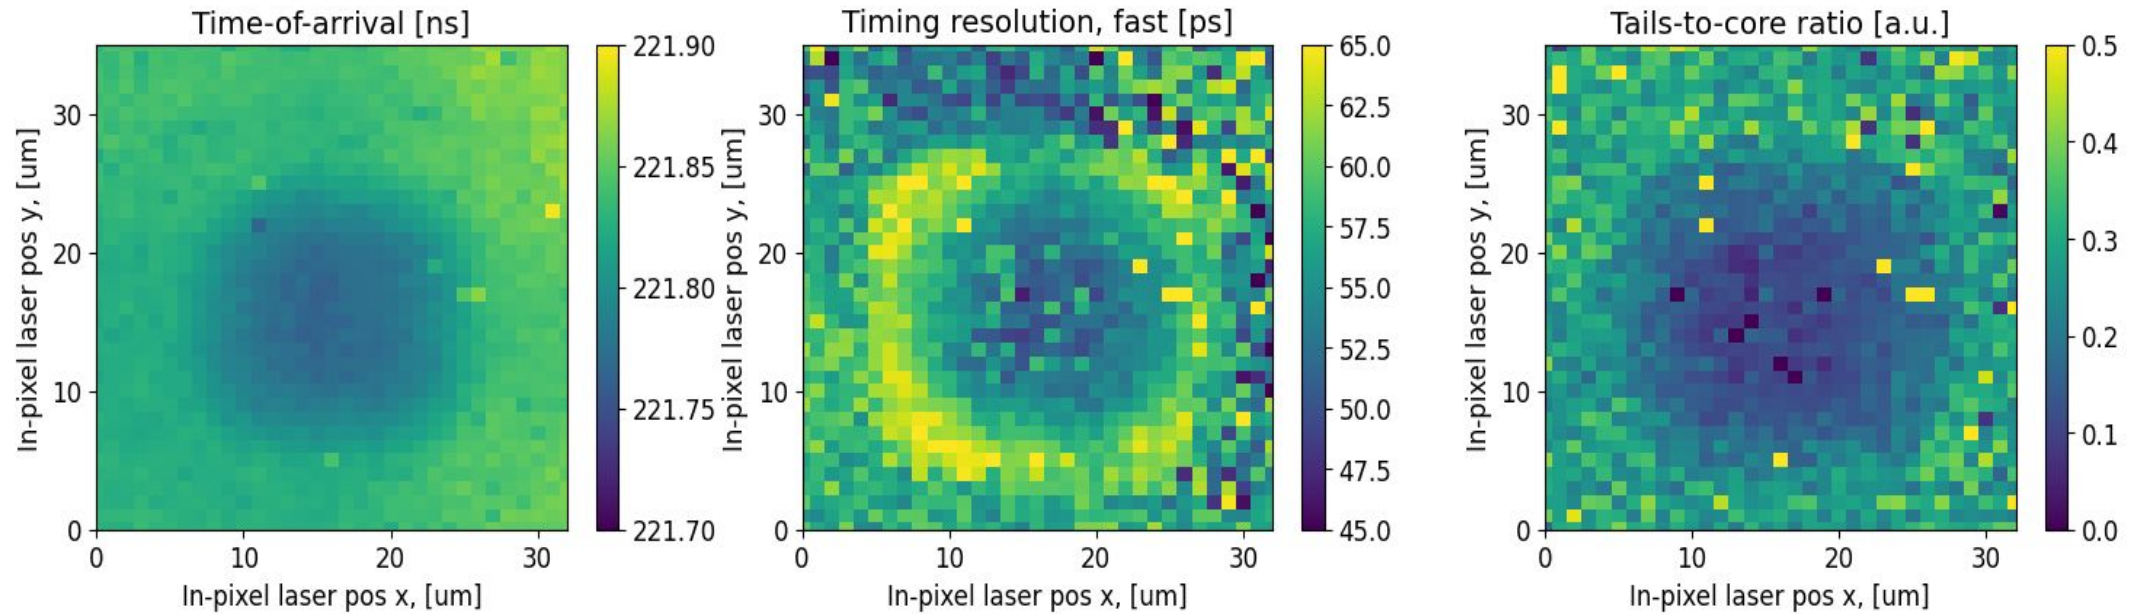 Time-of-arrival [ns]
In-pixel laser pos y, [um]
30
20
10
0
0 10 20 30
In-pixel laser pos x, [um]
221.90
221.85
221.80
221.75
221.70
Timing resolution, fast [ps]
In-pixel laser pos y, [um]
30
20
10
0
0 10 20 30
In-pixel laser pos x, [um]
65.0
62.5
60.0
57.5
55.0
52.5
50.0
47.5
45.0
Tails-to-core ratio [a.u.]
In-pixel laser pos y, [um]
30
20
10
0
0 10 20 30
In-pixel laser pos x, [um]
0.5
0.4
0.3
0.2
0.1
0.0